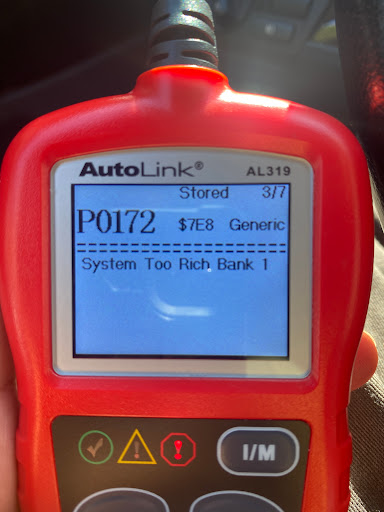 AutoLink® AL319
Stored 3/7
P0172 $7E8 Generic
System Too Rich Bank 1
I/M